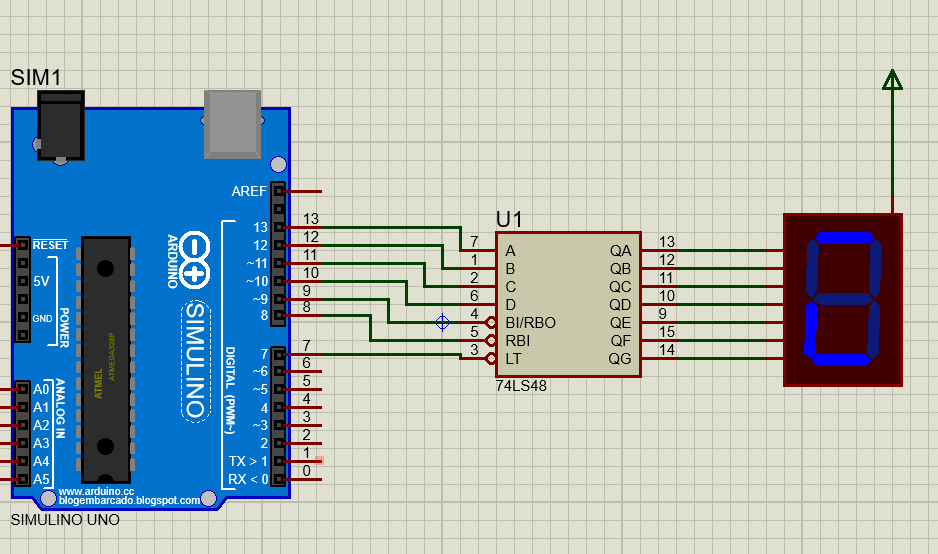 SIM1
AREF
RESET
5V
GND
POWER
ARDUINO
SIMULINO
ATMEL
ATMEGA328P
13 13
12 12
~11 11
~10 10
~9 9
8 8
DIGITAL (PWM~)
7 7
~6 6
~5 5
4 4
~3 3
2 2
TX > 1 1
RX < 0 0
ANALOG IN
A0
A1
A2
A3
A4
A5
www.arduino.cc
blogembarcado.blogspot.com
SIMULINO UNO
U1
7 A QA 13
1 B QB 12
2 C QC 11
6 D QD 10
4 BI/RBO QE 9
5 RBI QF 15
3 LT QG 14
74LS48